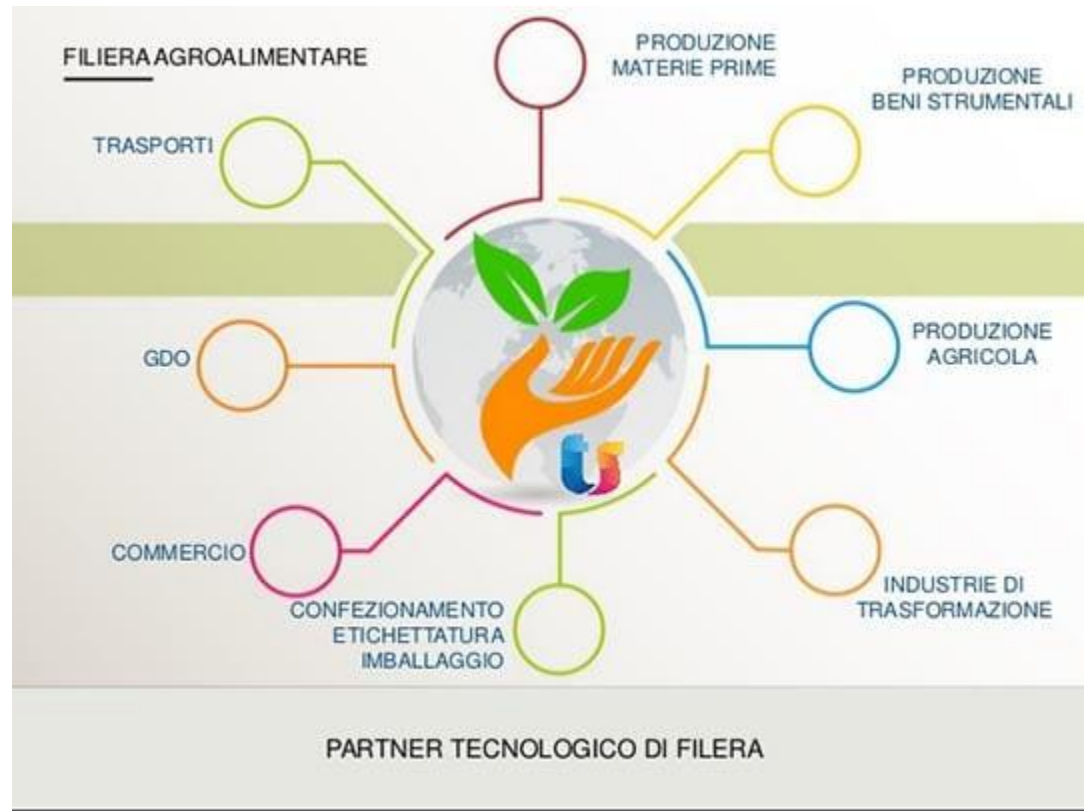 FILIERA AGROALIMENTARE
PRODUZIONE
MATERIE PRIME
PRODUZIONE
BENI STRUMENTALI
TRASPORTI
GDO
PRODUZIONE
AGRICOLA
COMMERCIO
INDUSTRIE DI
TRASFORMAZIONE
CONFEZIONAMENTO
ETICHETTATURA
IMBALLAGGIO
PARTNER TECNOLOGICO DI FILERA